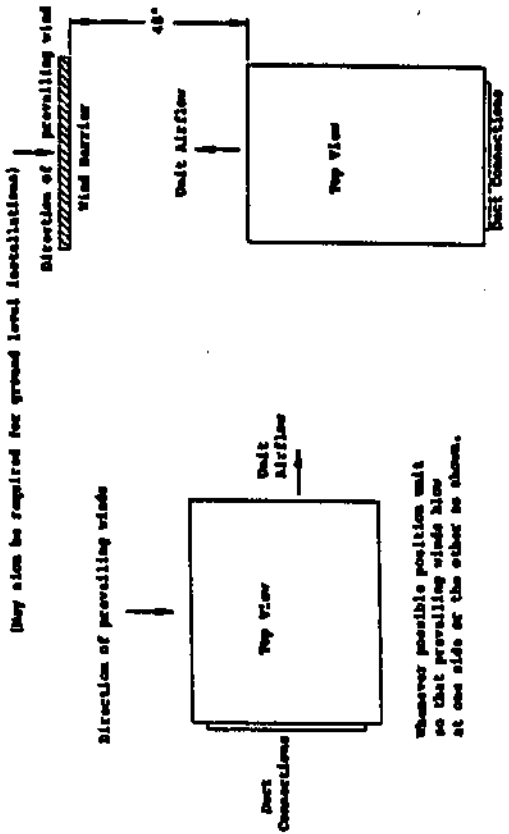 (May also be required for ground level installations)
Direction of prevailing wind
Wind Barrier
48"
Unit Airflow
Top View
Duct Connections
Direction of prevailing winds
Unit
Airflow
Top View
Duct
Connections
Whenever possible position unit
so that prevailing winds blow
at one side or the other as shown.